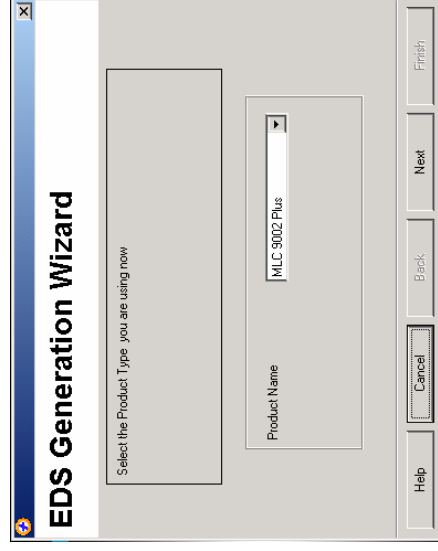 EDS Generation Wizard
Select the Product Type you are using now
Product Name
MLC 9002 Plus
Help
Cancel
Back
Next
Finish